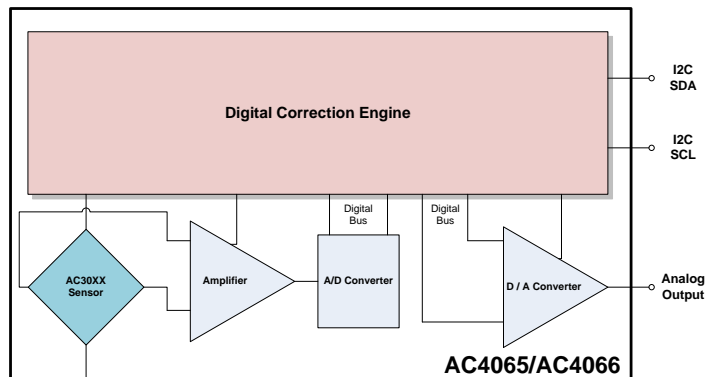 Digital Correction Engine
I2C
SDA
I2C
SCL
Digital
Bus
Digital
Bus
AC30XX
Sensor
Amplifier
A/D Converter
D / A Converter
Analog
Output
AC4065/AC4066